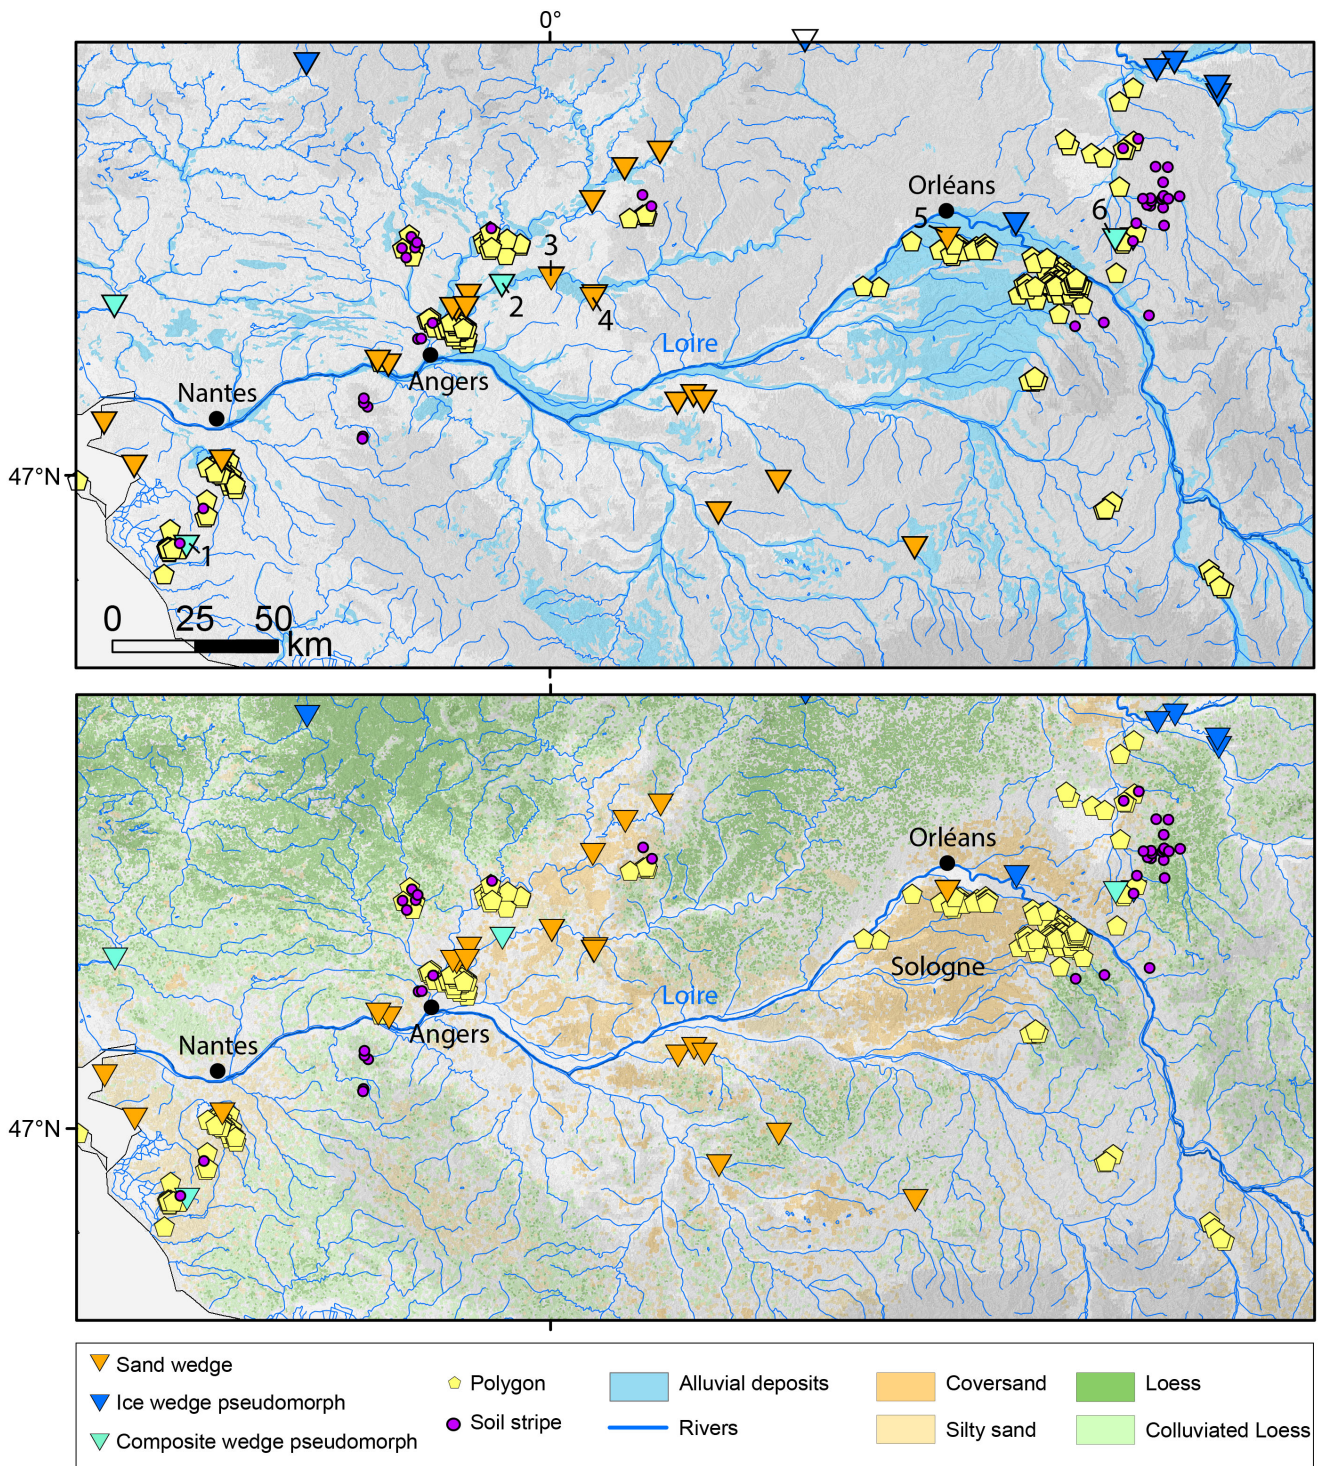 0°
Orléans
5
6
3
2
4
Loire
Angers
Nantes
47°N
1
0 25 50
km
Orléans
Sologne
Loire
Angers
Nantes
47°N
Sand wedge
Ice wedge pseudomorph
Composite wedge pseudomorph
Polygon
Soil stripe
Alluvial deposits
Rivers
Coversand
Silty sand
Loess
Colluviated Loess